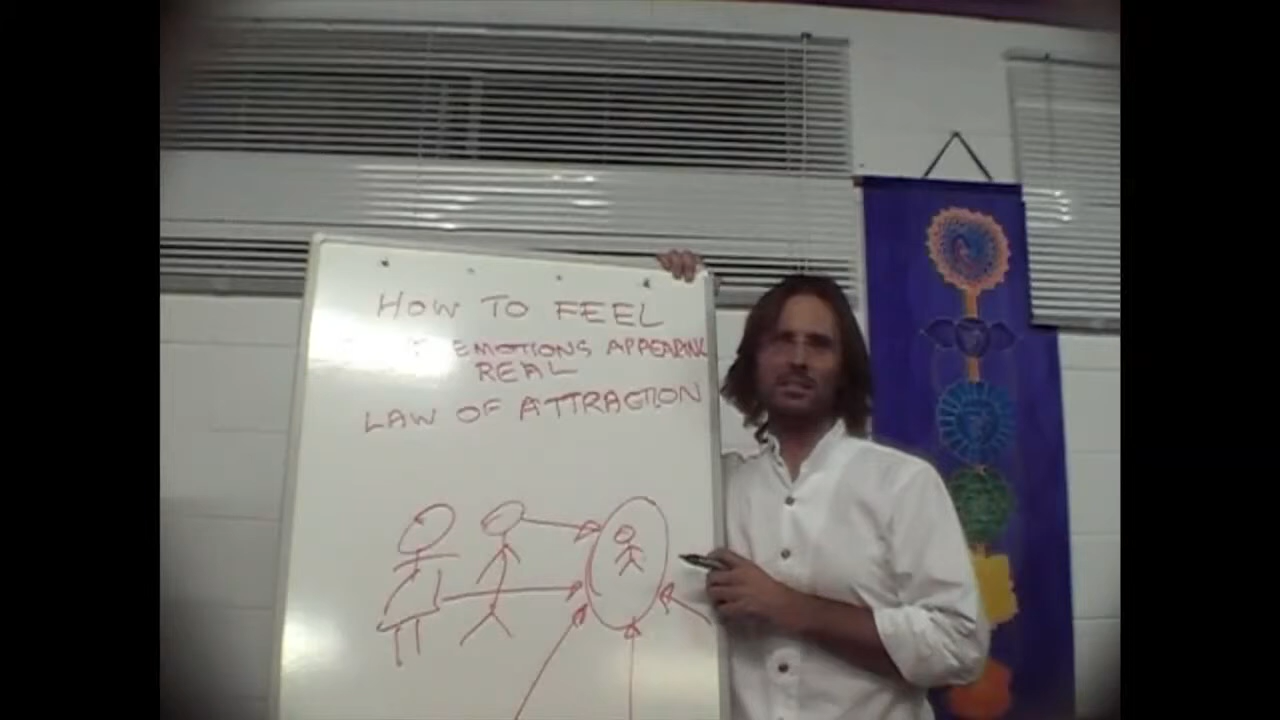 HOW TO FEEL
EMOTIONS APPEARING
REAL
LAW OF ATTRACTION